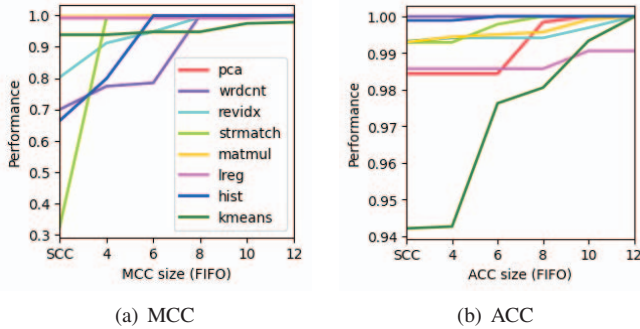 1.0
0.9
0.8
0.7
0.6
0.5
0.4
0.3
Performance
pca
wrdcnt
revidx
strmatch
matmul
lreg
hist
kmeans
SCC 4 6 8 10 12
MCC size (FIFO)
(a) MCC
1.00
0.99
0.98
0.97
0.96
0.95
0.94
Performance
SCC 4 6 8 10 12
ACC size (FIFO)
(b) ACC